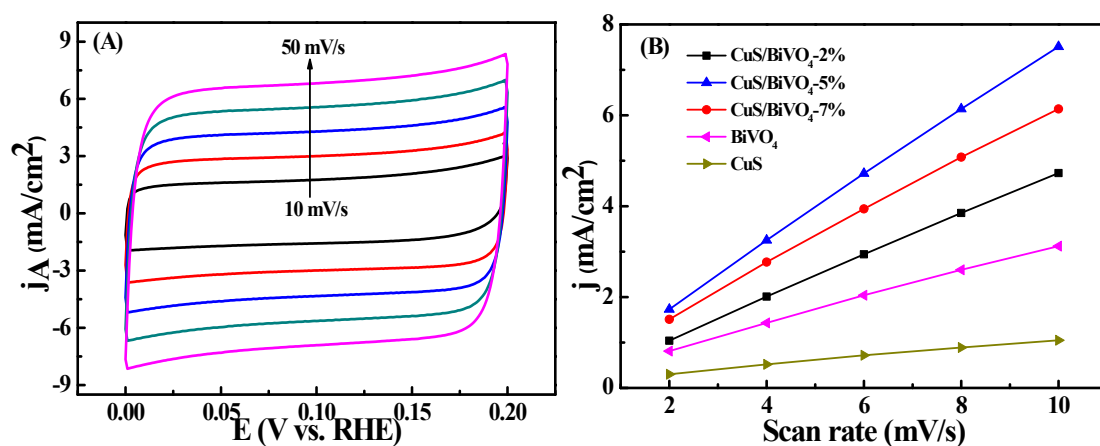 (A)
50 mV/s
10 mV/s
9
6
3
0
-3
-6
-9
jA (mA/cm²)
0.00 0.05 0.10 0.15 0.20
E (V vs. RHE)
(B)
CuS/BiVO₄-2%
CuS/BiVO₄-5%
CuS/BiVO₄-7%
BiVO₄
CuS
8
6
4
2
0
j (mA/cm²)
2 4 6 8 10
Scan rate (mV/s)